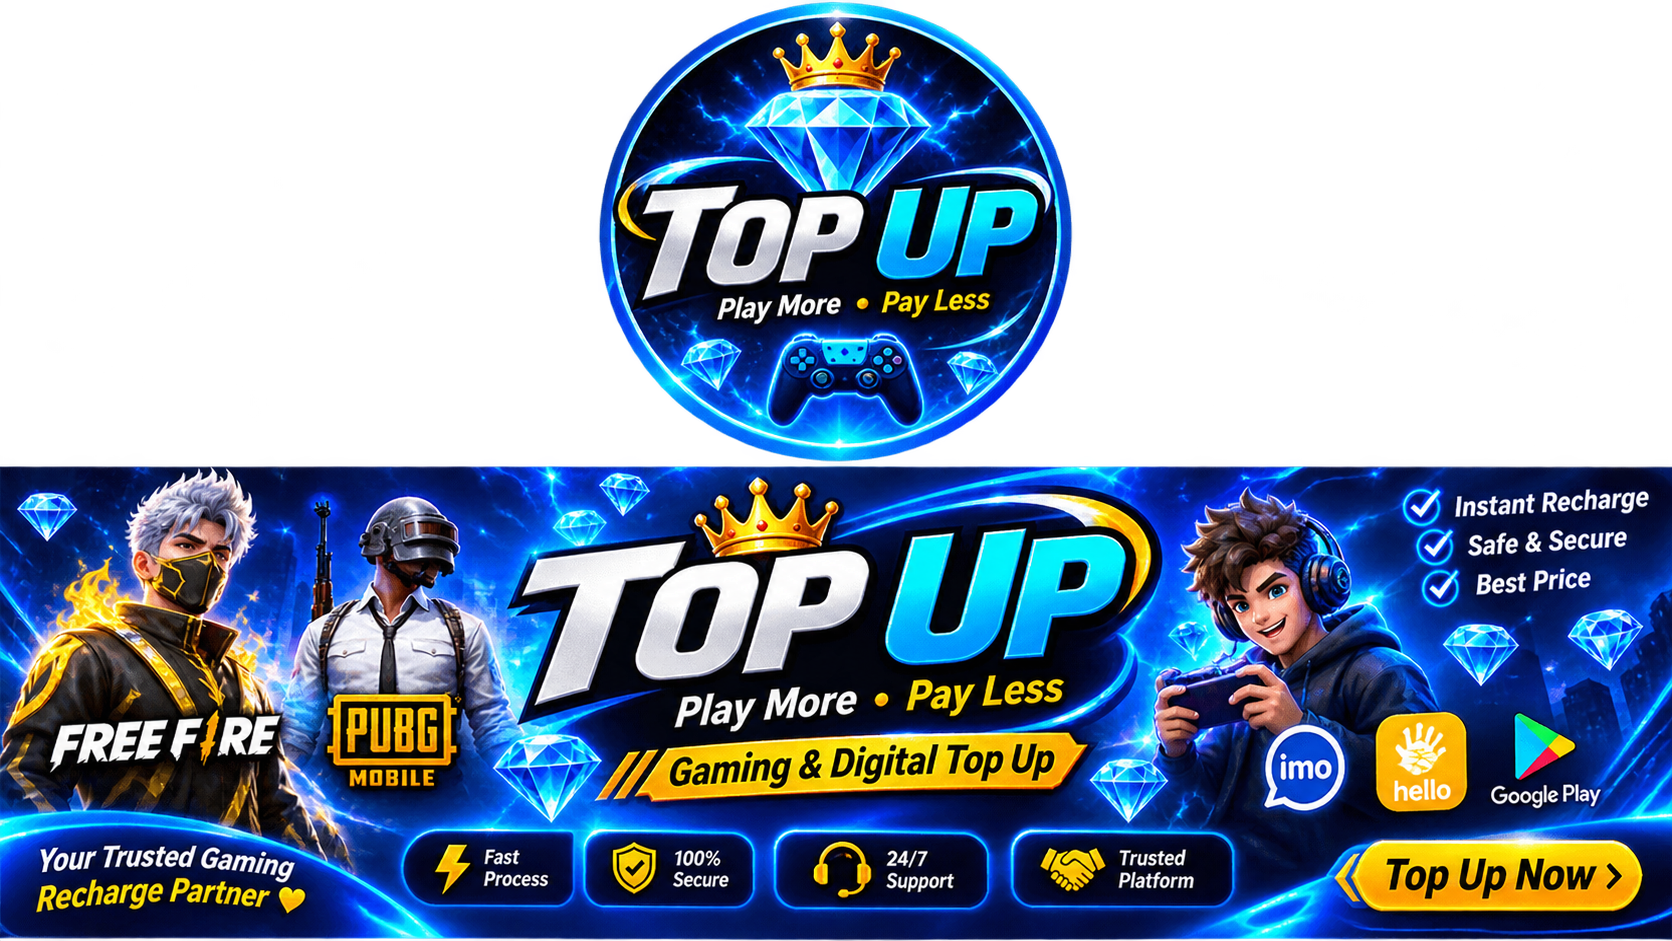 TOP UP
Play More • Pay Less
TOP UP
Play More • Pay Less
Gaming & Digital Top Up
FREE FIRE
PUBG
MOBILE
Instant Recharge
Safe & Secure
Best Price
imo
hello
Google Play
Your Trusted Gaming
Recharge Partner
Fast
Process
100%
Secure
24/7
Support
Trusted
Platform
Top Up Now >